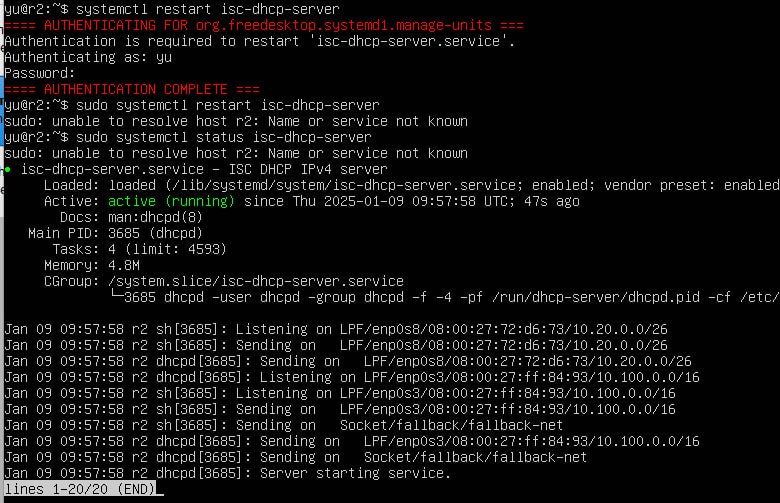 yu@r2:~$ systemctl restart isc-dhcp-server
==== AUTHENTICATING FOR org.freedesktop.systemd1.manage-units ===
Authentication is required to restart 'isc-dhcp-server.service'.
Authenticating as: yu
Password:
==== AUTHENTICATION COMPLETE ===
yu@r2:~$ sudo systemctl restart isc-dhcp-server
sudo: unable to resolve host r2: Name or service not known
yu@r2:~$ sudo systemctl status isc-dhcp-server
sudo: unable to resolve host r2: Name or service not known
● isc-dhcp-server.service - ISC DHCP IPv4 server
Loaded: loaded (/lib/systemd/system/isc-dhcp-server.service; enabled; vendor preset: enabled
Active: active (running) since Thu 2025-01-09 09:57:58 UTC; 47s ago
Docs: man:dhcpd(8)
Main PID: 3685 (dhcpd)
Tasks: 4 (limit: 4593)
Memory: 4.8M
CGroup: /system.slice/isc-dhcp-server.service
└─3685 dhcpd -user dhcpd -group dhcpd -f -4 -pf /run/dhcp-server/dhcpd.pid -cf /etc/
Jan 09 09:57:58 r2 sh[3685]: Listening on LPF/enp0s8/08:00:27:72:d6:73/10.20.0.0/26
Jan 09 09:57:58 r2 sh[3685]: Sending on   LPF/enp0s8/08:00:27:72:d6:73/10.20.0.0/26
Jan 09 09:57:58 r2 dhcpd[3685]: Sending on   LPF/enp0s8/08:00:27:72:d6:73/10.20.0.0/26
Jan 09 09:57:58 r2 dhcpd[3685]: Listening on LPF/enp0s3/08:00:27:ff:84:93/10.100.0.0/16
Jan 09 09:57:58 r2 sh[3685]: Listening on LPF/enp0s3/08:00:27:ff:84:93/10.100.0.0/16
Jan 09 09:57:58 r2 sh[3685]: Sending on   LPF/enp0s3/08:00:27:ff:84:93/10.100.0.0/16
Jan 09 09:57:58 r2 sh[3685]: Sending on   Socket/fallback/fallback-net
Jan 09 09:57:58 r2 dhcpd[3685]: Sending on   LPF/enp0s3/08:00:27:ff:84:93/10.100.0.0/16
Jan 09 09:57:58 r2 dhcpd[3685]: Sending on   Socket/fallback/fallback-net
Jan 09 09:57:58 r2 dhcpd[3685]: Server starting service.
lines 1-20/20 (END)